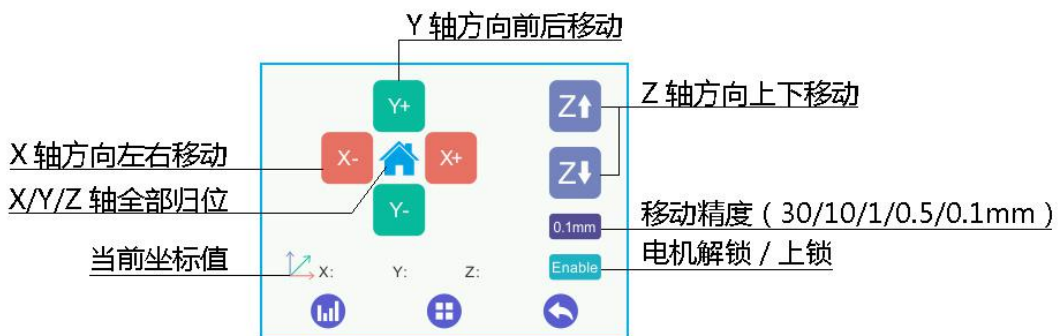 Y 轴方向前后移动
Y+
Z
Z 轴方向上下移动
X 轴方向左右移动
X-
X+
Z
X/Y/Z 轴全部归位
Y-
0.1mm
移动精度（30/10/1/0.5/0.1mm）
当前坐标值
X:
Y:
Z:
Enable
电机解锁 / 上锁